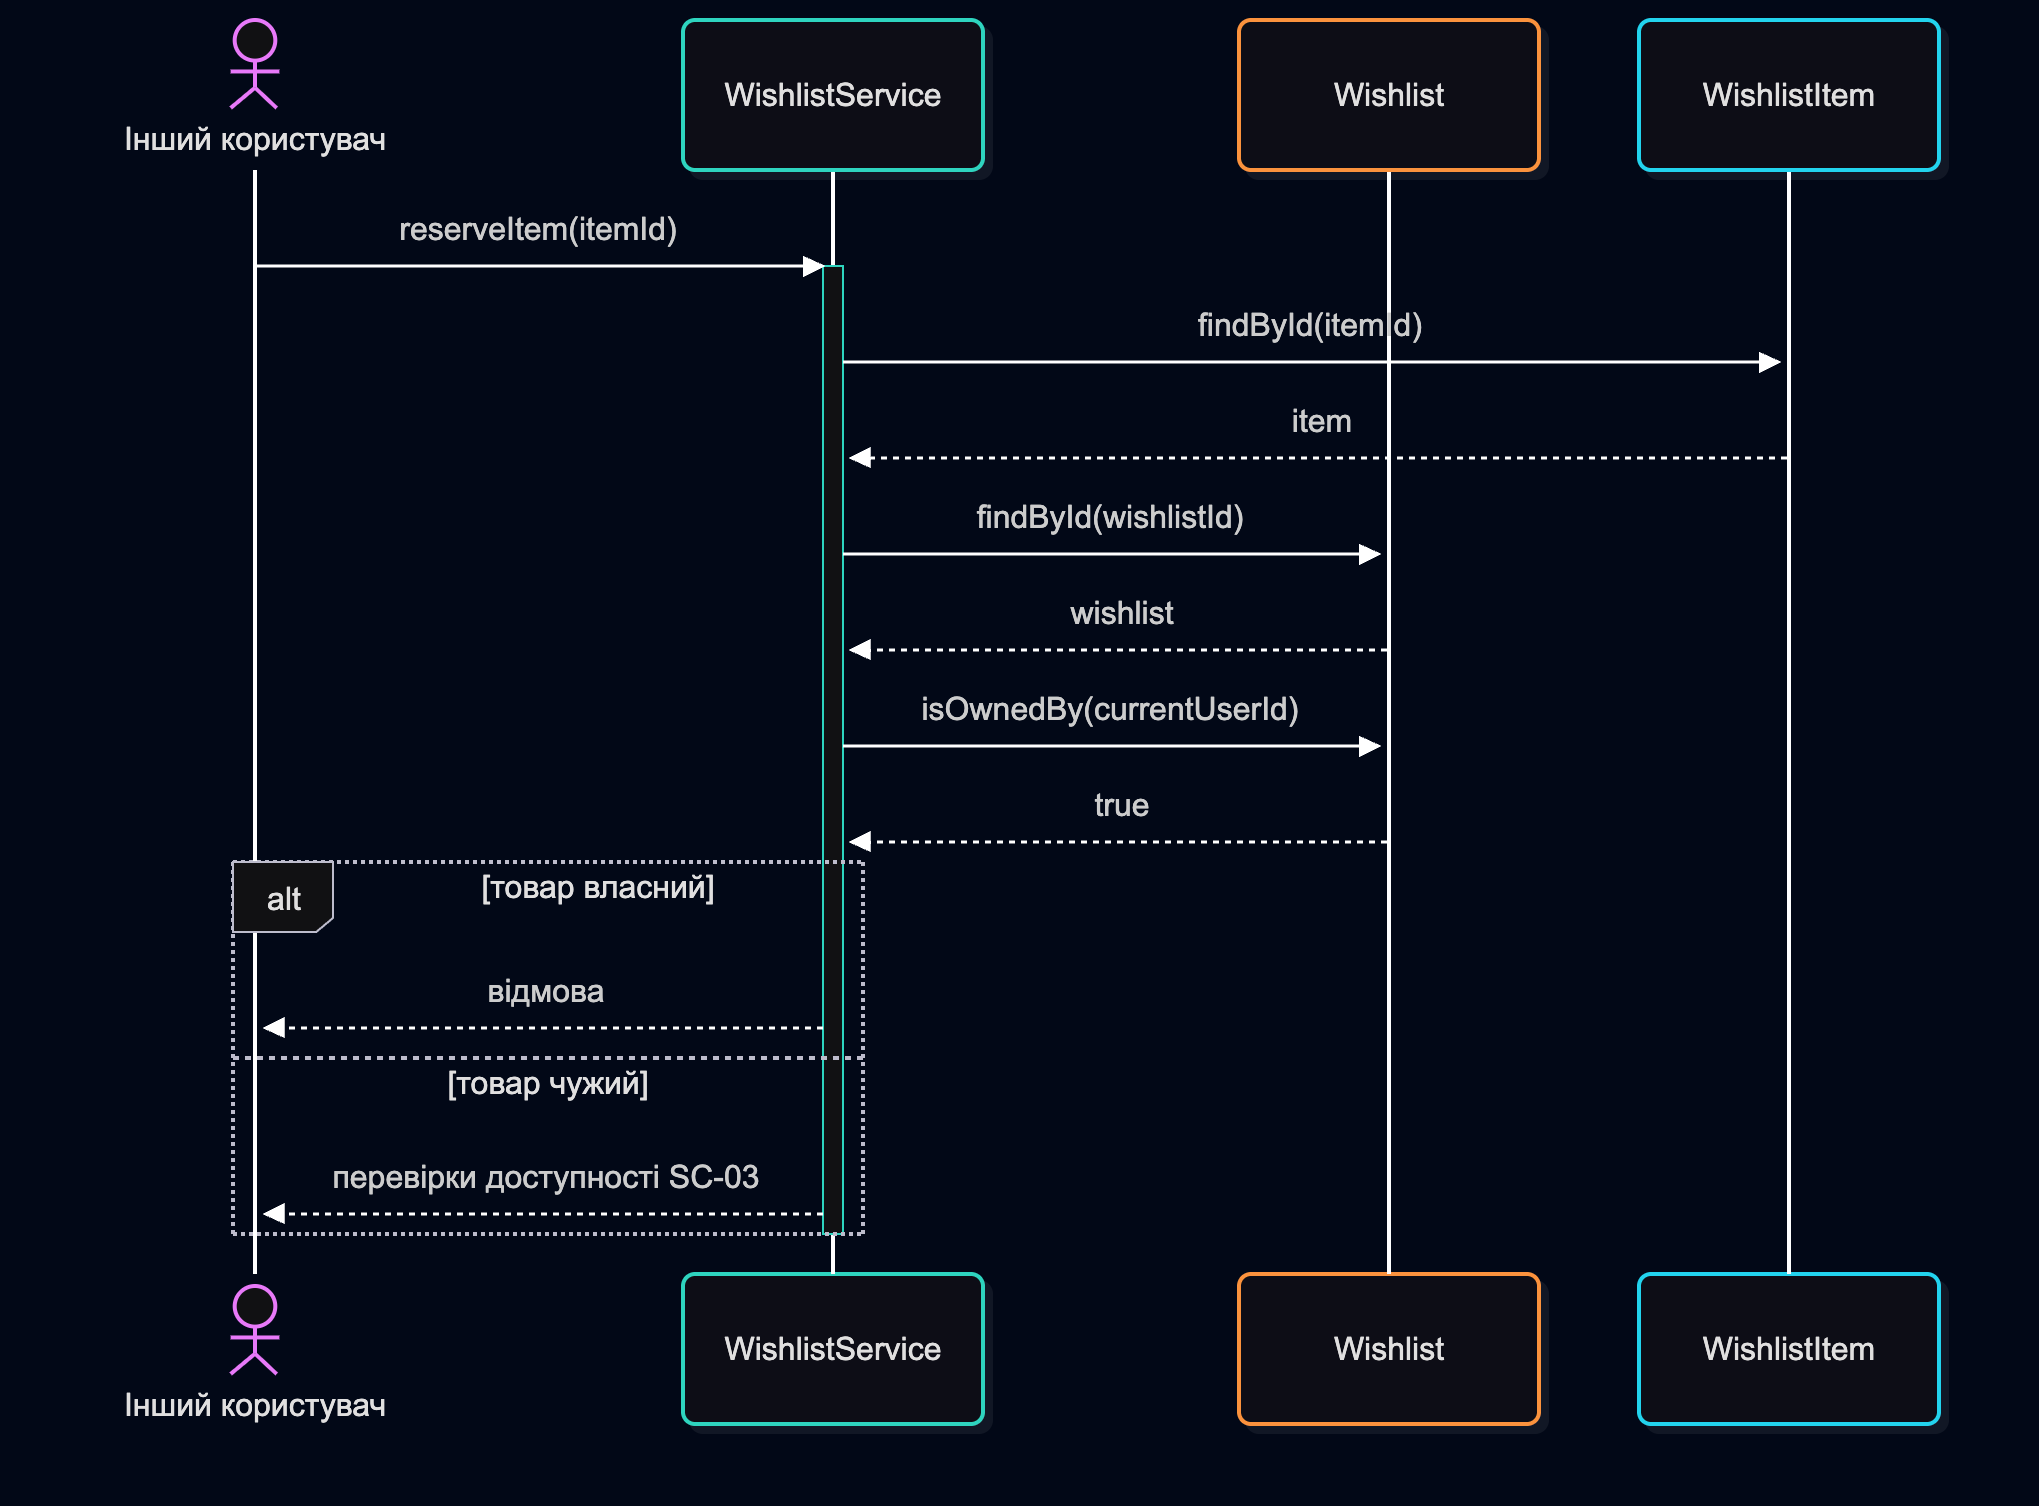 Інший користувач
WishlistService
Wishlist
WishlistItem
reserveItem(itemId)
findById(itemId)
item
findById(wishlistId)
wishlist
isOwnedBy(currentUserId)
true
alt
[товар власний]
відмова
[товар чужий]
перевірки доступності SC-03
WishlistService
Wishlist
WishlistItem
Інший користувач